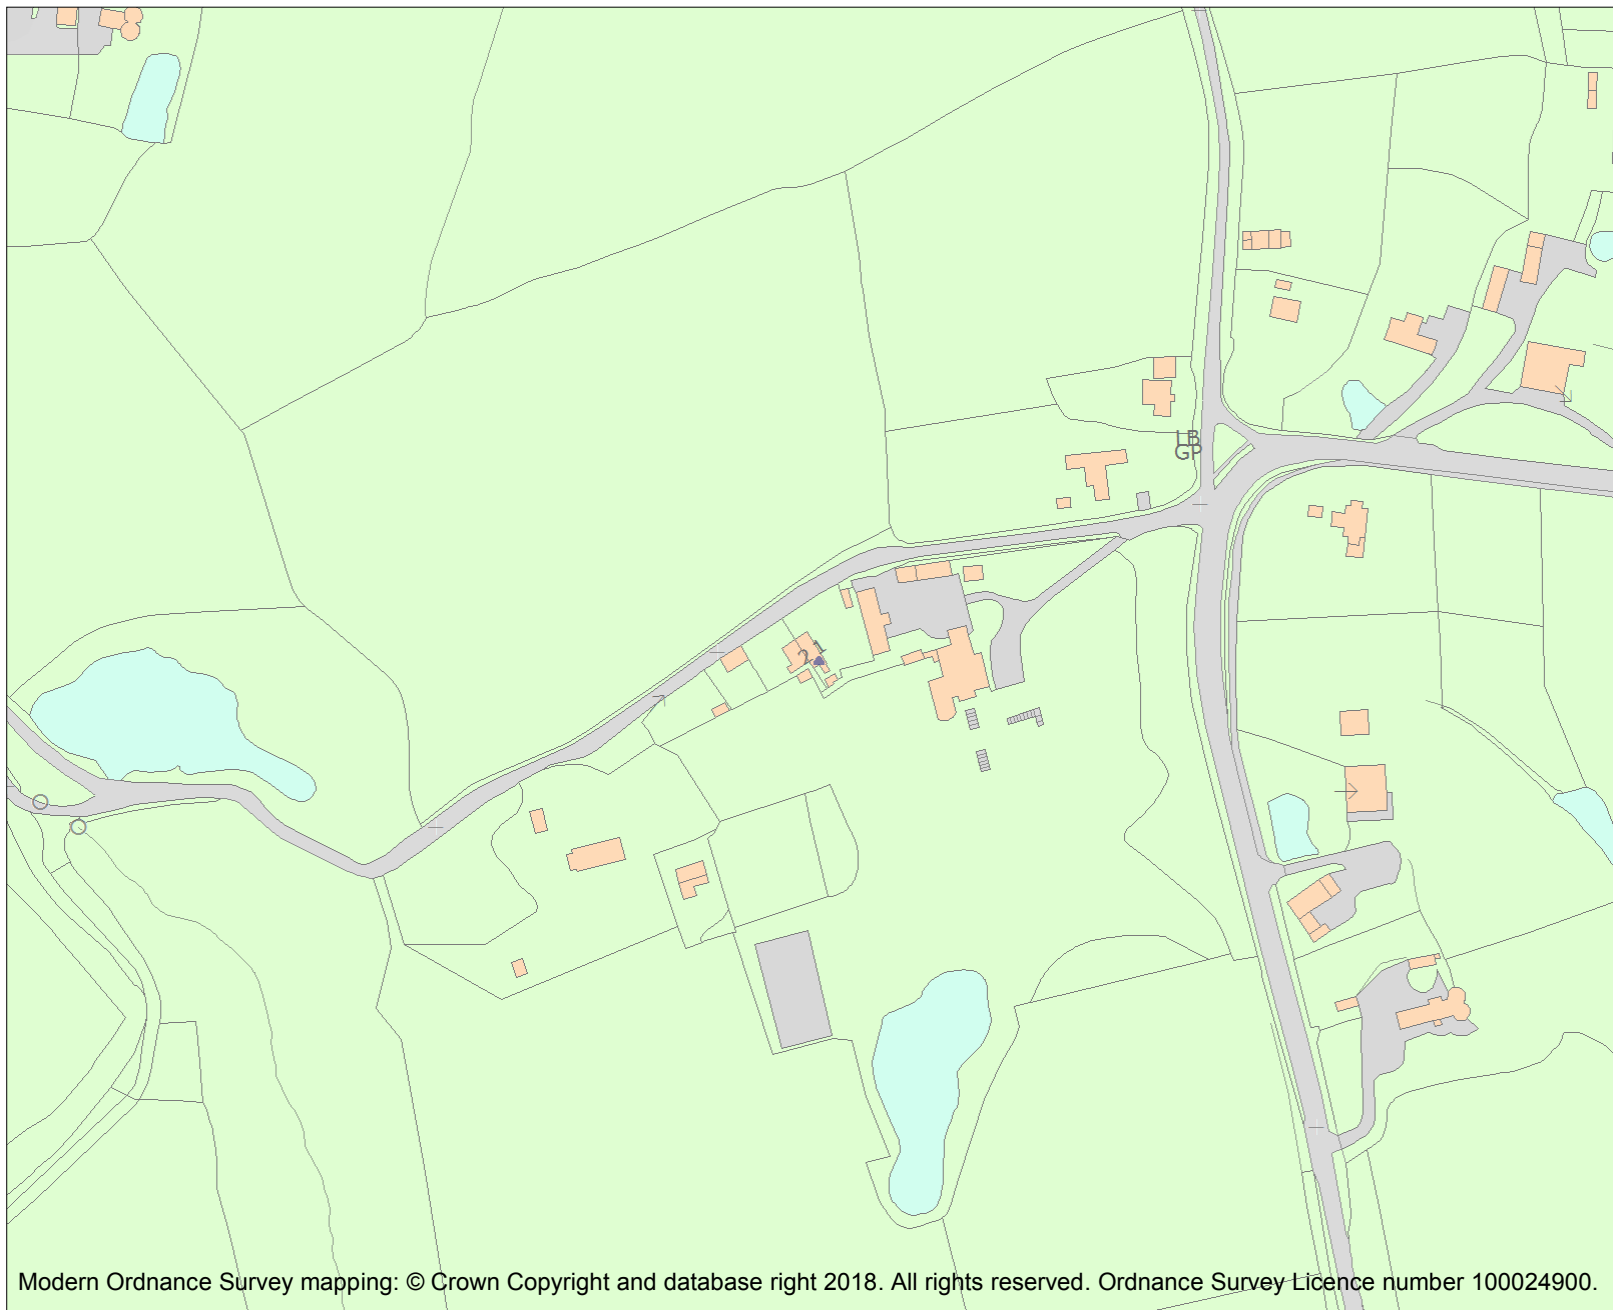 LB
GP
2 1
Modern Ordnance Survey mapping: © Crown Copyright and database right 2018. All rights reserved. Ordnance Survey Licence number 100024900.